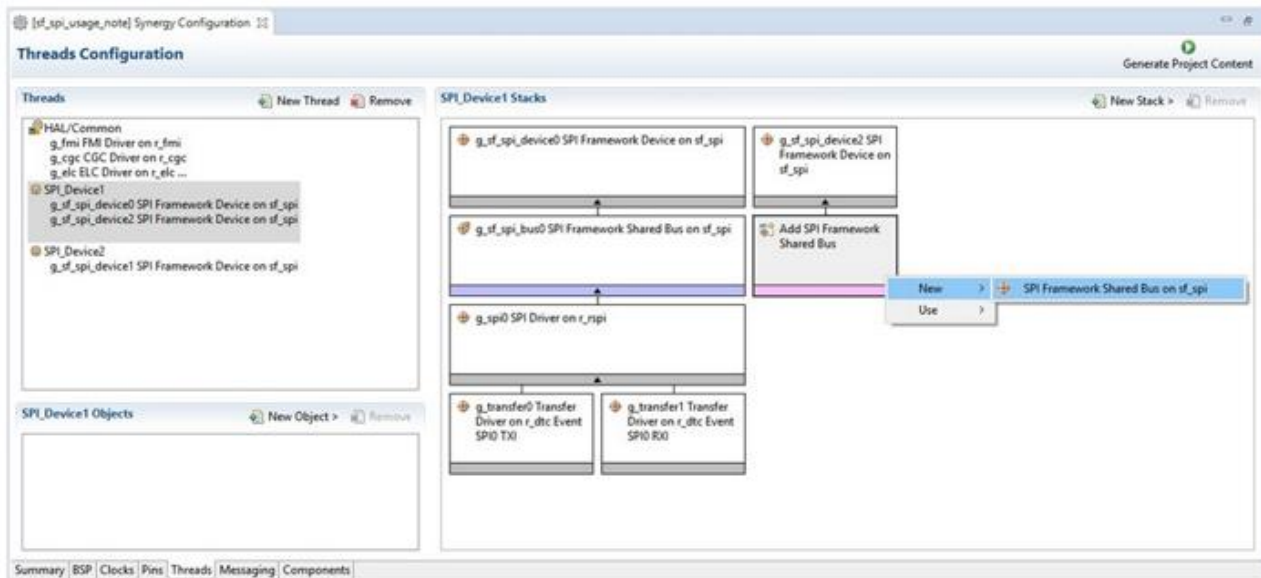 [sf_spi_usage_note] Synergy Configuration
Threads Configuration
Generate Project Content
Threads
New Thread
Remove
HAL/Common
g_fmi FMI Driver on r_fmi
g_cgc CGC Driver on r_cgc
g_elc ELC Driver on r_elc ...
SPI_Device1
g_sf_spi_device0 SPI Framework Device on sf_spi
g_sf_spi_device2 SPI Framework Device on sf_spi
SPI_Device2
g_sf_spi_device1 SPI Framework Device on sf_spi
SPI_Device1 Objects
New Object >
Remove
SPI_Device1 Stacks
New Stack >
Remove
g_sf_spi_device0 SPI Framework Device on sf_spi
g_sf_spi_device2 SPI
Framework Device on
sf_spi
g_sf_spi_bus0 SPI Framework Shared Bus on sf_spi
Add SPI Framework
Shared Bus
New
SPI Framework Shared Bus on sf_spi
Use
g_spi0 SPI Driver on r_rspi
g_transfer0 Transfer
Driver on r_dtc Event
SPI0 TXI
g_transfer1 Transfer
Driver on r_dtc Event
SPI0 RXI
Summary BSP Clocks Pins Threads Messaging Components